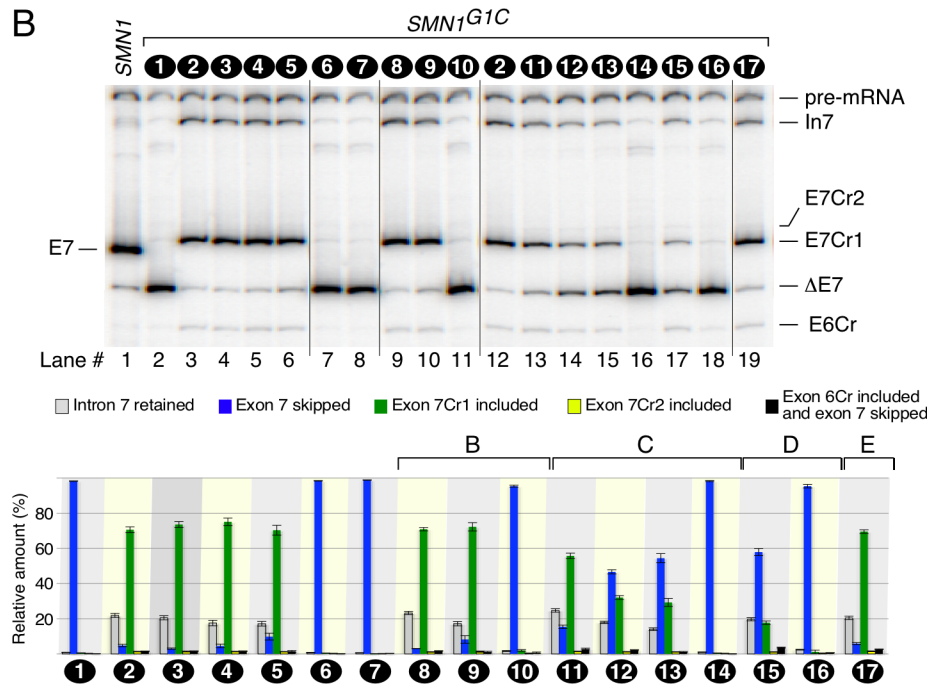 B
SMN1
SMN1G1C
1 2 3 4 5 6 7 8 9 10 2 11 12 13 14 15 16 17
pre-mRNA
In7
E7Cr2
E7
E7Cr1
ΔE7
E6Cr
Lane # 1 2 3 4 5 6 7 8 9 10 11 12 13 14 15 16 17 18 19
Intron 7 retained Exon 7 skipped Exon 7Cr1 included Exon 7Cr2 included Exon 6Cr included
and exon 7 skipped
B C D E
Relative amount (%)
80
60
40
20
1 2 3 4 5 6 7 8 9 10 11 12 13 14 15 16 17